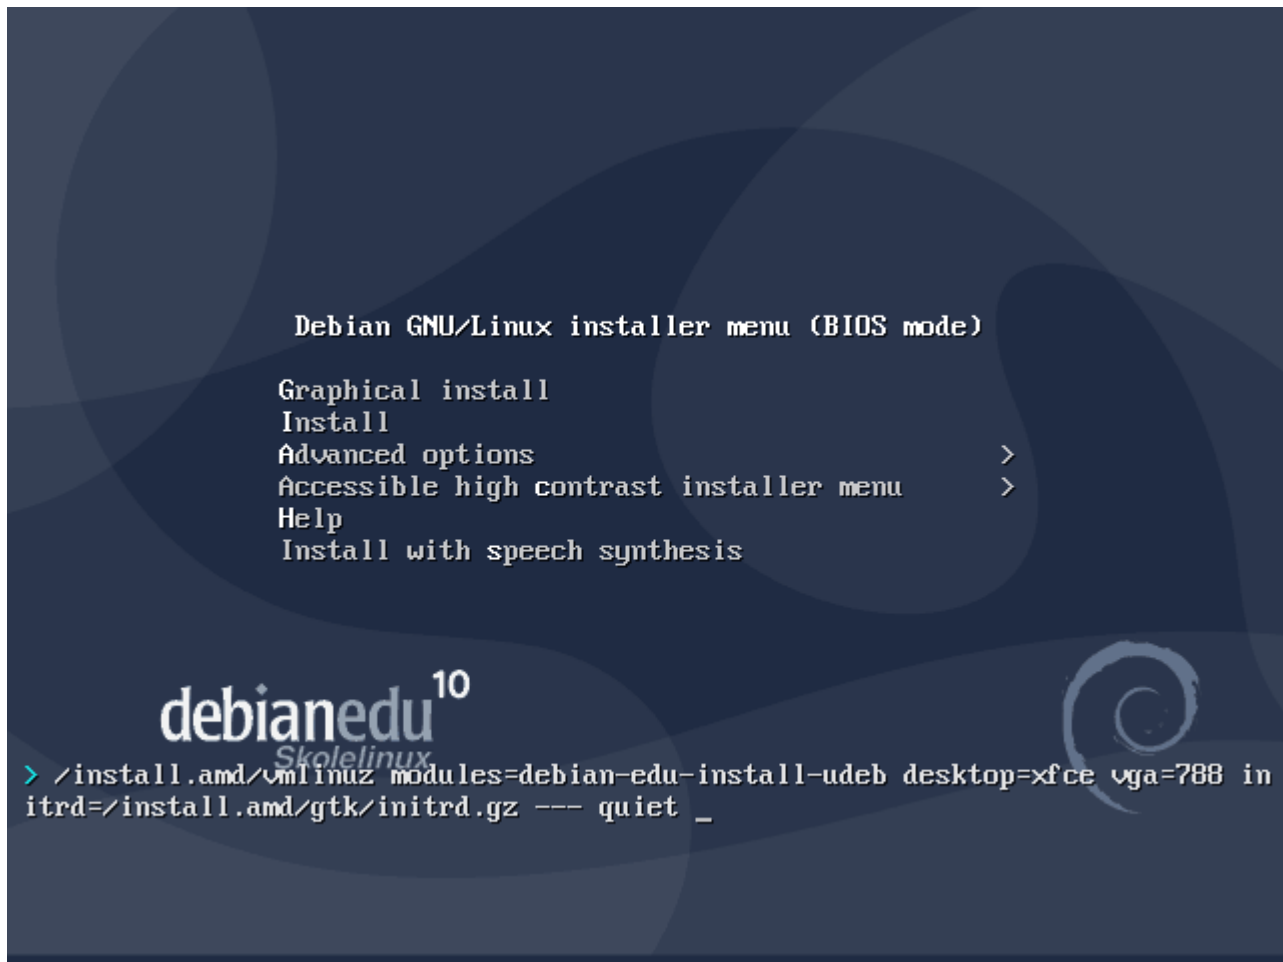 Debian GNU/Linux installer menu (BIOS mode)
Graphical install
Install
Advanced options >
Accessible high contrast installer menu >
Help
Install with speech synthesis
debianedu 10
Skolelinux
> /install.amd/vmlinuz modules=debian-edu-install-udeb desktop=xfce vga=788 in
itrd=/install.amd/gtk/initrd.gz --- quiet _